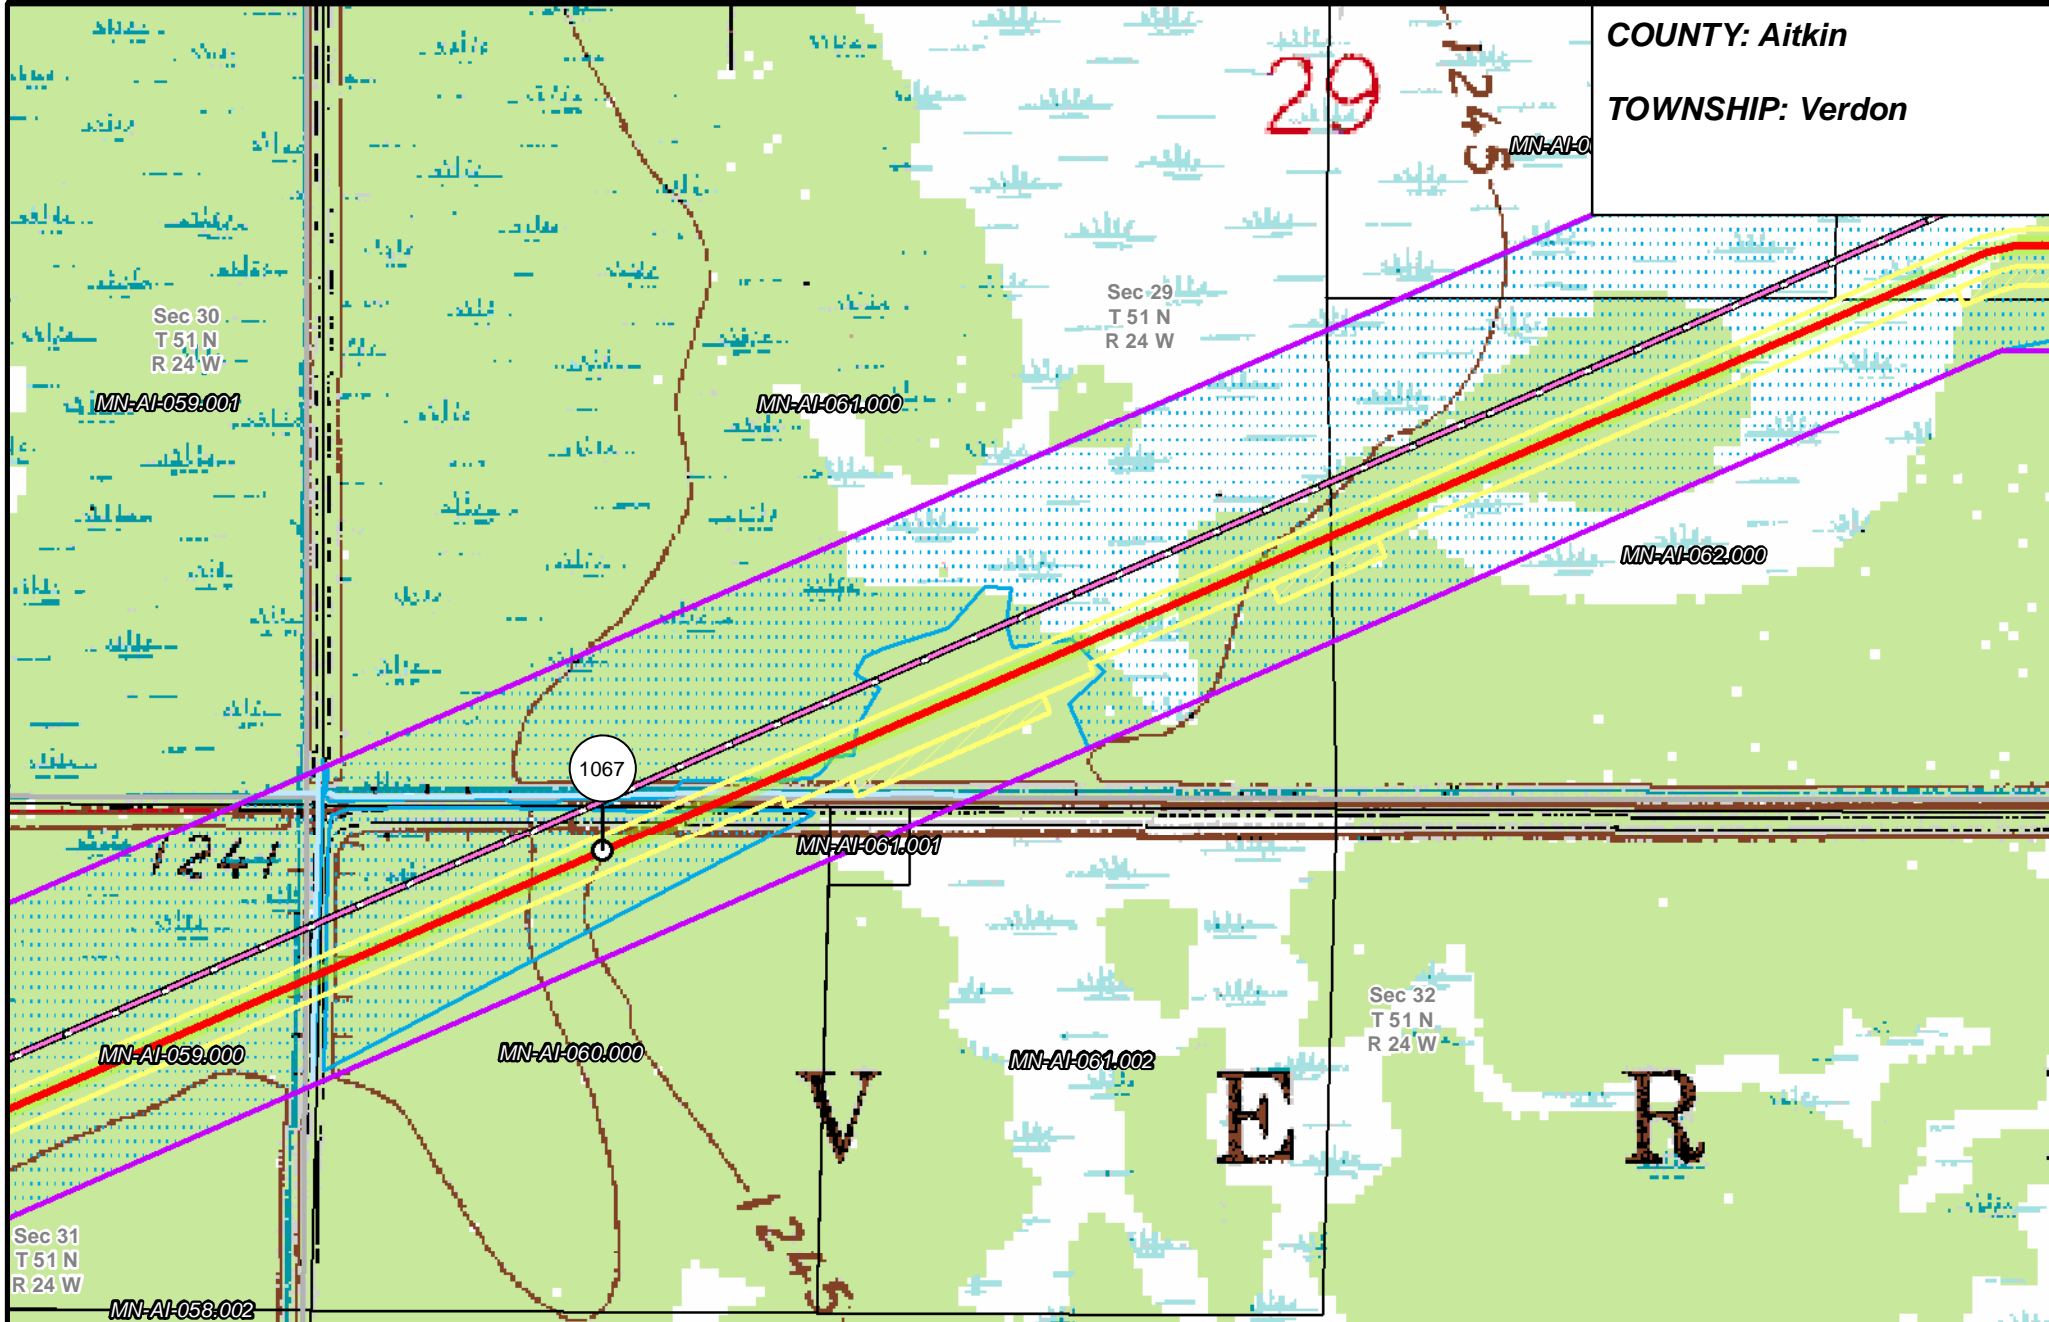 COUNTY: Aitkin
TOWNSHIP: Verdon
29
1245
MN-AI-0
Sec 29
T 51 N
R 24 W
Sec 30
T 51 N
R 24 W
MN-AI-059.001
MN-AI-061.000
MN-AI-062.000
1067
1241
MN-AI-061.001
Sec 32
T 51 N
R 24 W
MN-AI-059.000
MN-AI-060.000
MN-AI-061.002
V E R
1245
Sec 31
T 51 N
R 24 W
MN-AI-058.002